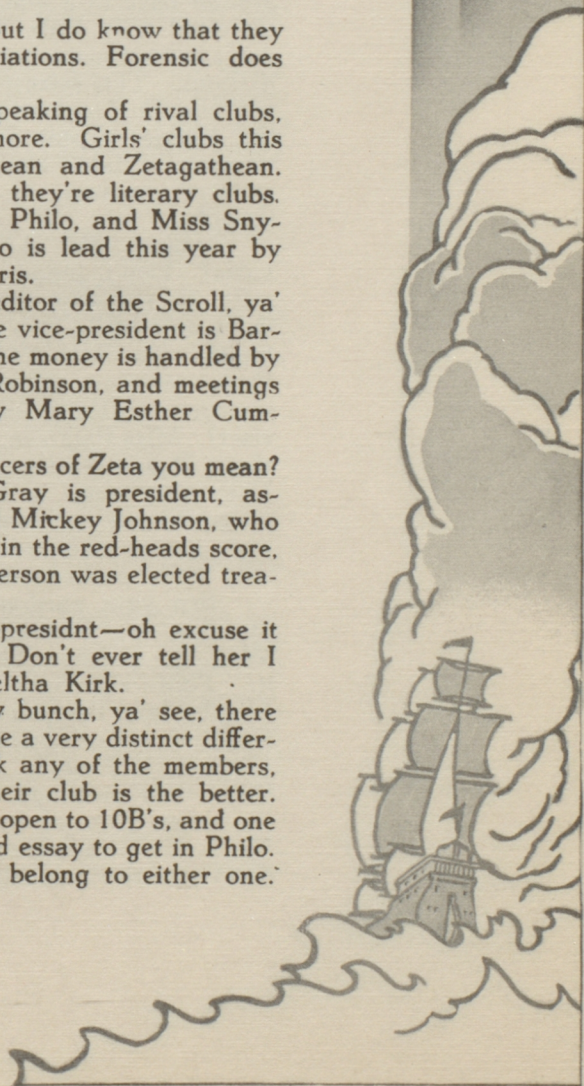 ut I do know that they
iations. Forensic does
peaking of rival clubs,
nore. Girls' clubs this
ean and Zetagathean.
they're literary clubs.
Philo, and Miss Sny-
o is lead this year by
ris.
ditor of the Scroll, ya'
e vice-president is Bar-
ne money is handled by
Robinson, and meetings
y Mary Esther Cum-
cers of Zeta you mean?
Gray is president, as-
Mickey Johnson, who
in the red-heads score,
erson was elected trea-
presidnt—oh excuse it
Don't ever tell her I
eltha Kirk.
y bunch, ya' see, there
e a very distinct differ-
k any of the members,
eir club is the better.
open to 10B's, and one
d essay to get in Philo.
belong to either one.